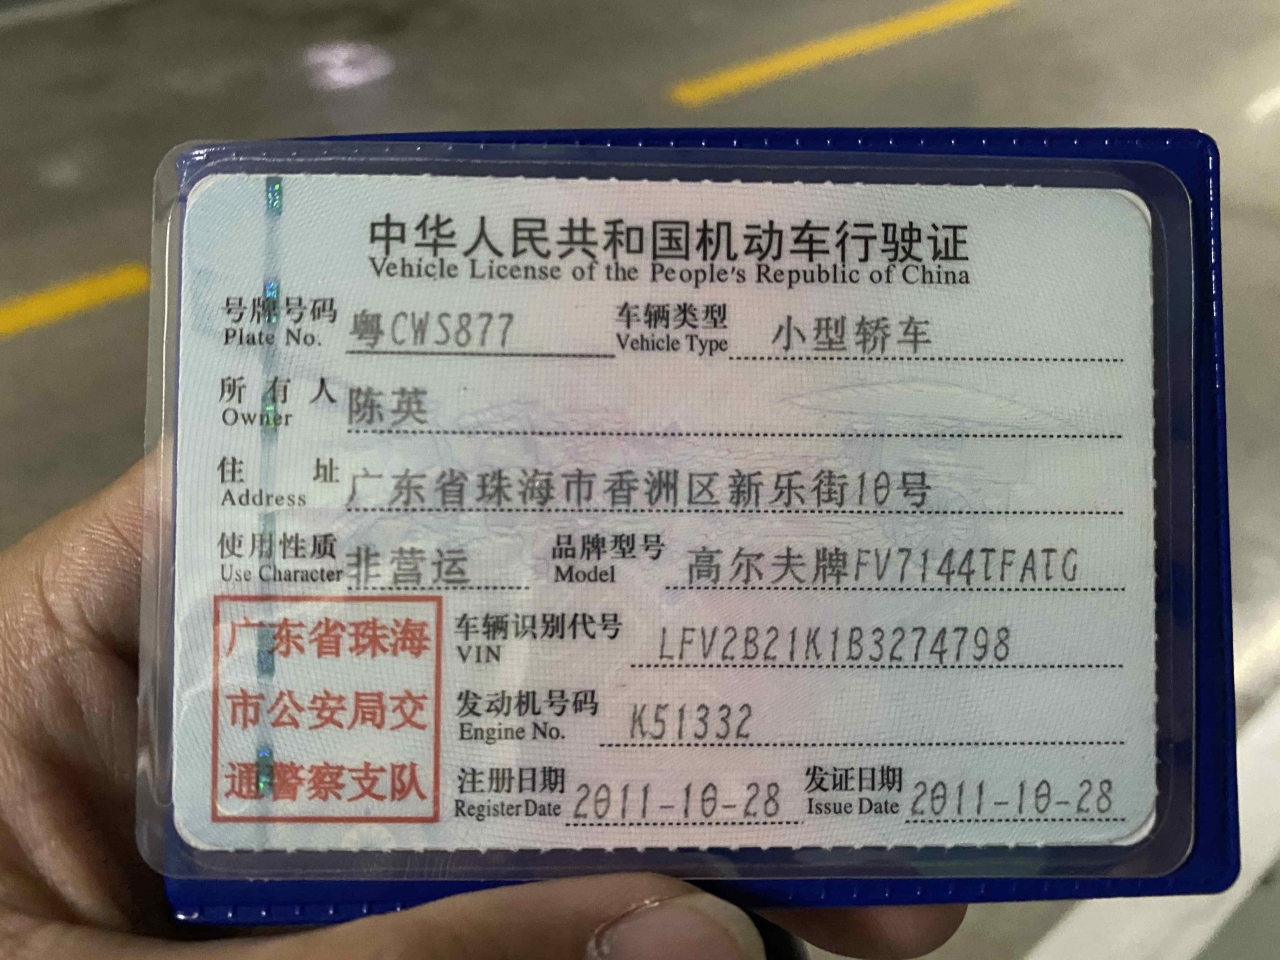 中华人民共和国机动车行驶证
Vehicle License of the People's Republic of China
号牌号码 粤CWS877 车辆类型 小型轿车
Plate No. Vehicle Type
所有人 陈英
Owner
住址 广东省珠海市香洲区新乐街10号
Address
使用性质 非营运 品牌型号 高尔夫牌FV7144TFATG
Use Character Model
广东省珠海
市公安局交
通警察支队
车辆识别代号 LFV2B21K1B3274798
VIN
发动机号码 K51332
Engine No.
注册日期 2011-10-28 发证日期 2011-10-28
Register Date Issue Date